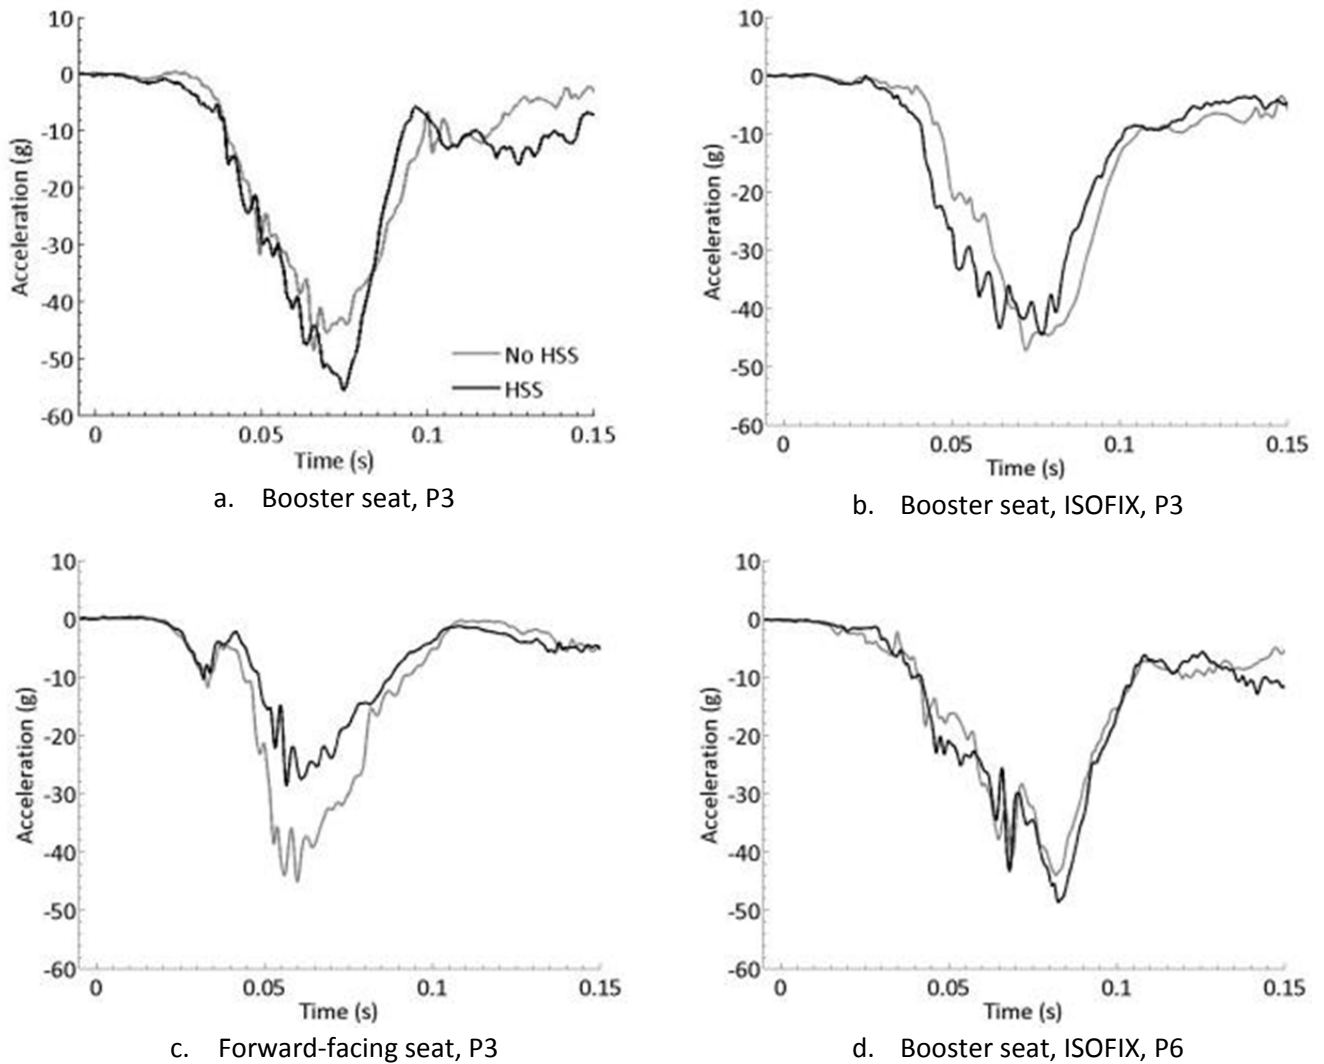 10
0
-10
-20
-30
-40
-50
-60
Acceleration (g)
No HSS
HSS
0 0.05 0.1 0.15
Time (s)
a. Booster seat, P3
10
0
-10
-20
-30
-40
-50
-60
Acceleration (g)
0 0.05 0.1 0.15
Time (s)
b. Booster seat, ISOFIX, P3
10
0
-10
-20
-30
-40
-50
-60
Acceleration (g)
0 0.05 0.1 0.15
Time (s)
c. Forward-facing seat, P3
10
0
-10
-20
-30
-40
-50
-60
Acceleration (g)
0 0.05 0.1 0.15
Time (s)
d. Booster seat, ISOFIX, P6